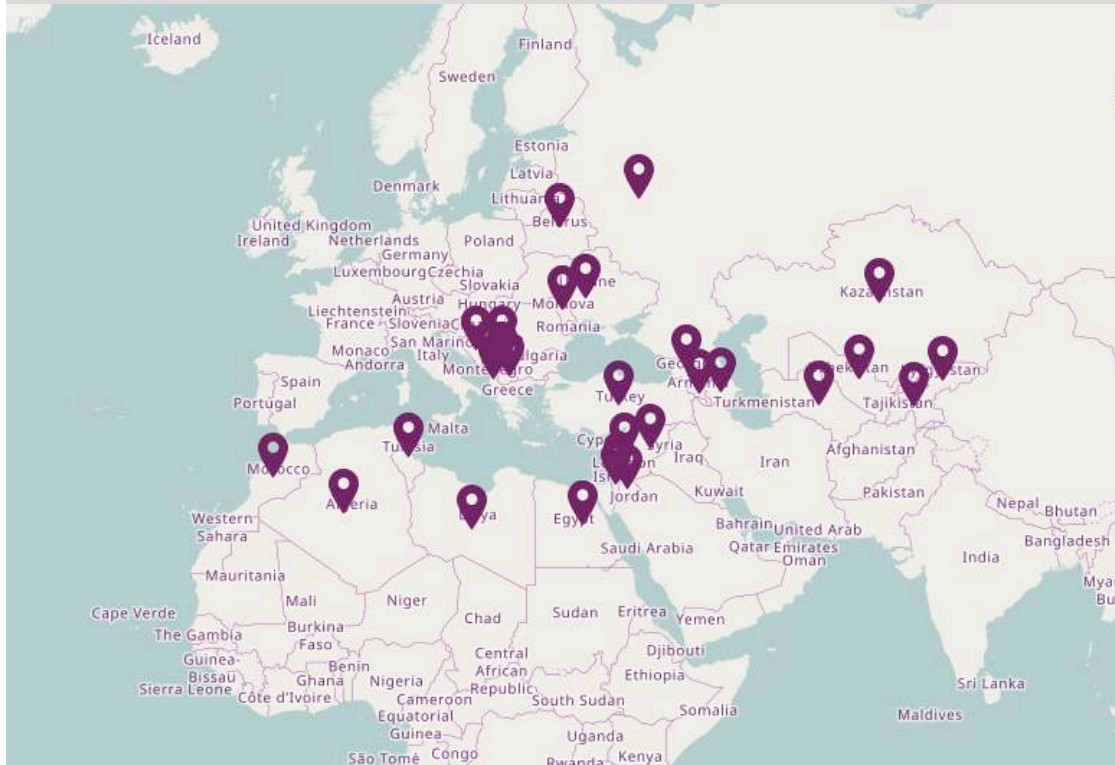 Iceland
Finland
Sweden
Estonia
Latvia
Denmark
Lithuania
United Kingdom
Ireland
Netherlands
Poland
Germany
Luxembourg
Czechia
Slovakia
Austria
Hungary
Moldova
Kazakhstan
Liechtenstein
France
Slovenia
Romania
San Marino
Monaco
Italy
Andorra
Montenegro
Spain
Greece
Turkey
Portugal
Turkmenistan
Tajikistan
Malta
Tunisia
Syria
Iraq
Iran
Afghanistan
Morocco
Jordan
Kuwait
Pakistan
Western
Sahara
Egypt
Nepal
Bhutan
Bahrain
United Arab
Emirates
Qatar
Oman
Saudi Arabia
Bangladesh
India
Mauritania
Mali
Niger
Chad
Sudan
Eritrea
Yemen
Cape Verde
The Gambia
Burkina
Faso
Djibouti
Guinea-
Bissau
Benin
Ghana
Nigeria
Central
African
Republic
Ethiopia
Sierra Leone
Côte d'Ivoire
Cameroon
South Sudan
Somalia
Sri Lanka
Equatorial
Guinea
Maldives
Uganda
São Tomé
Congo
Kenya